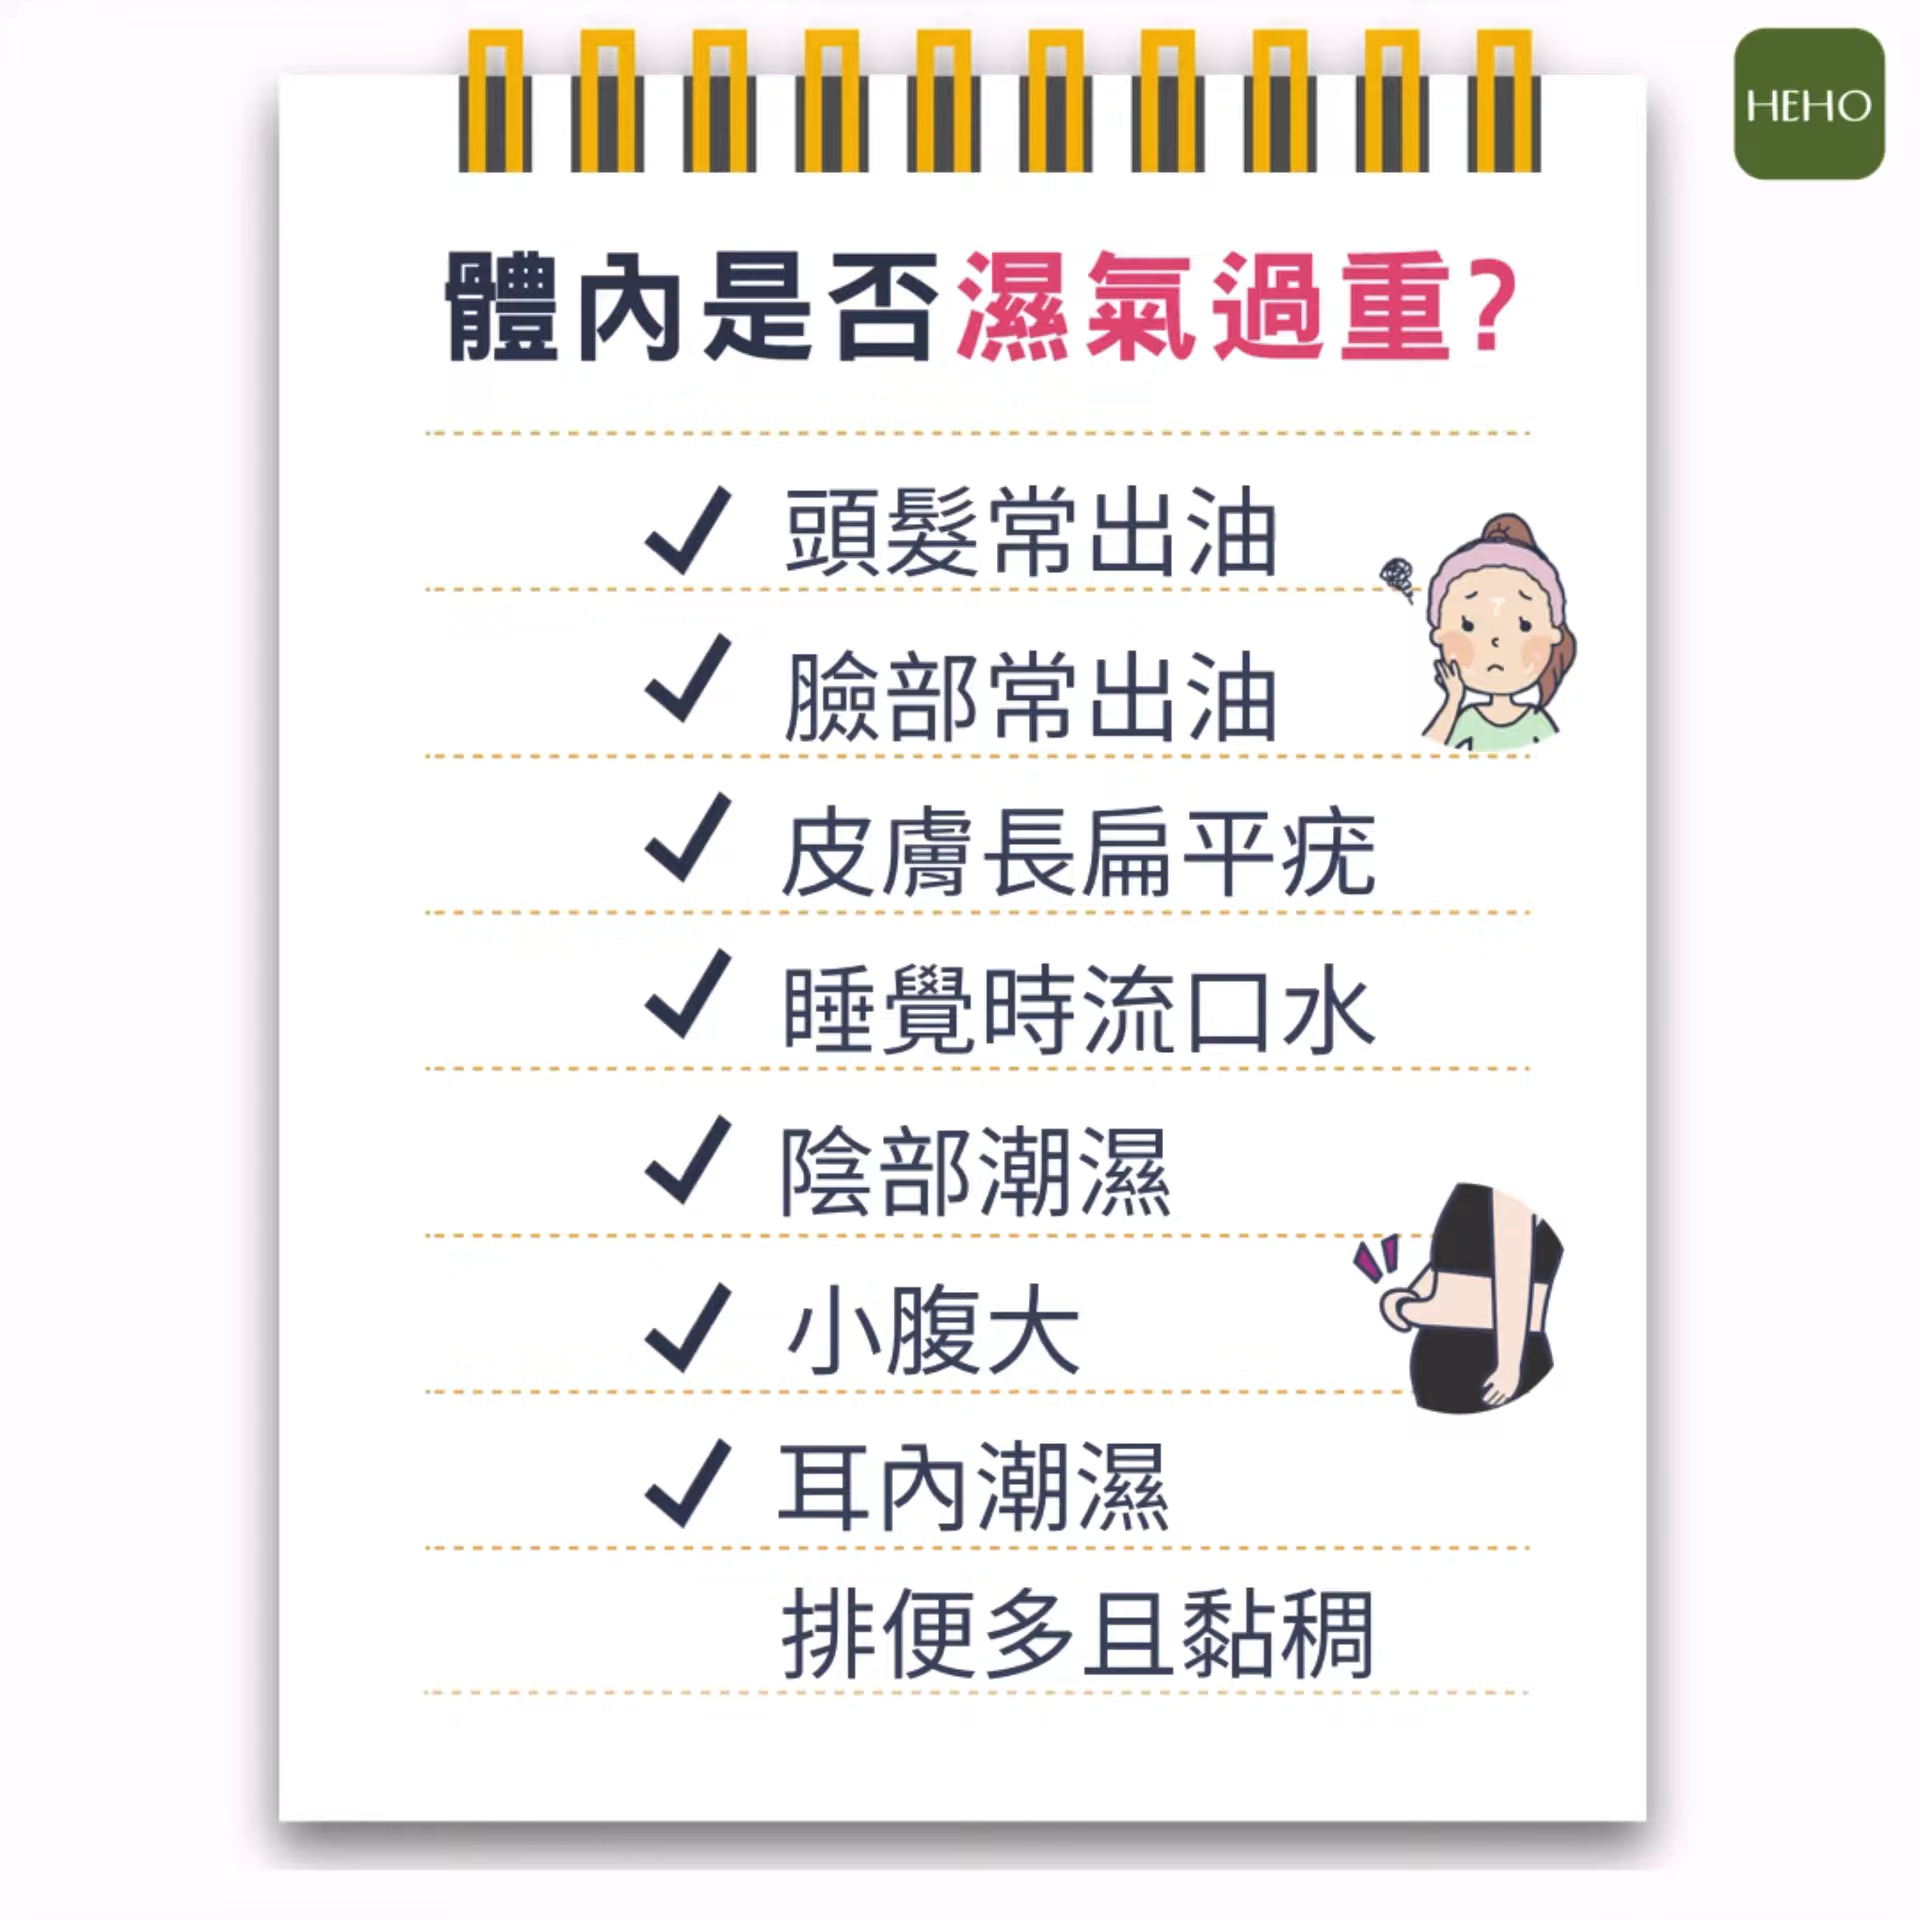 HEHO
體內是否濕氣過重?
頭髮常出油
臉部常出油
皮膚長扁平疣
睡覺時流口水
陰部潮濕
小腹大
耳內潮濕
排便多且黏稠